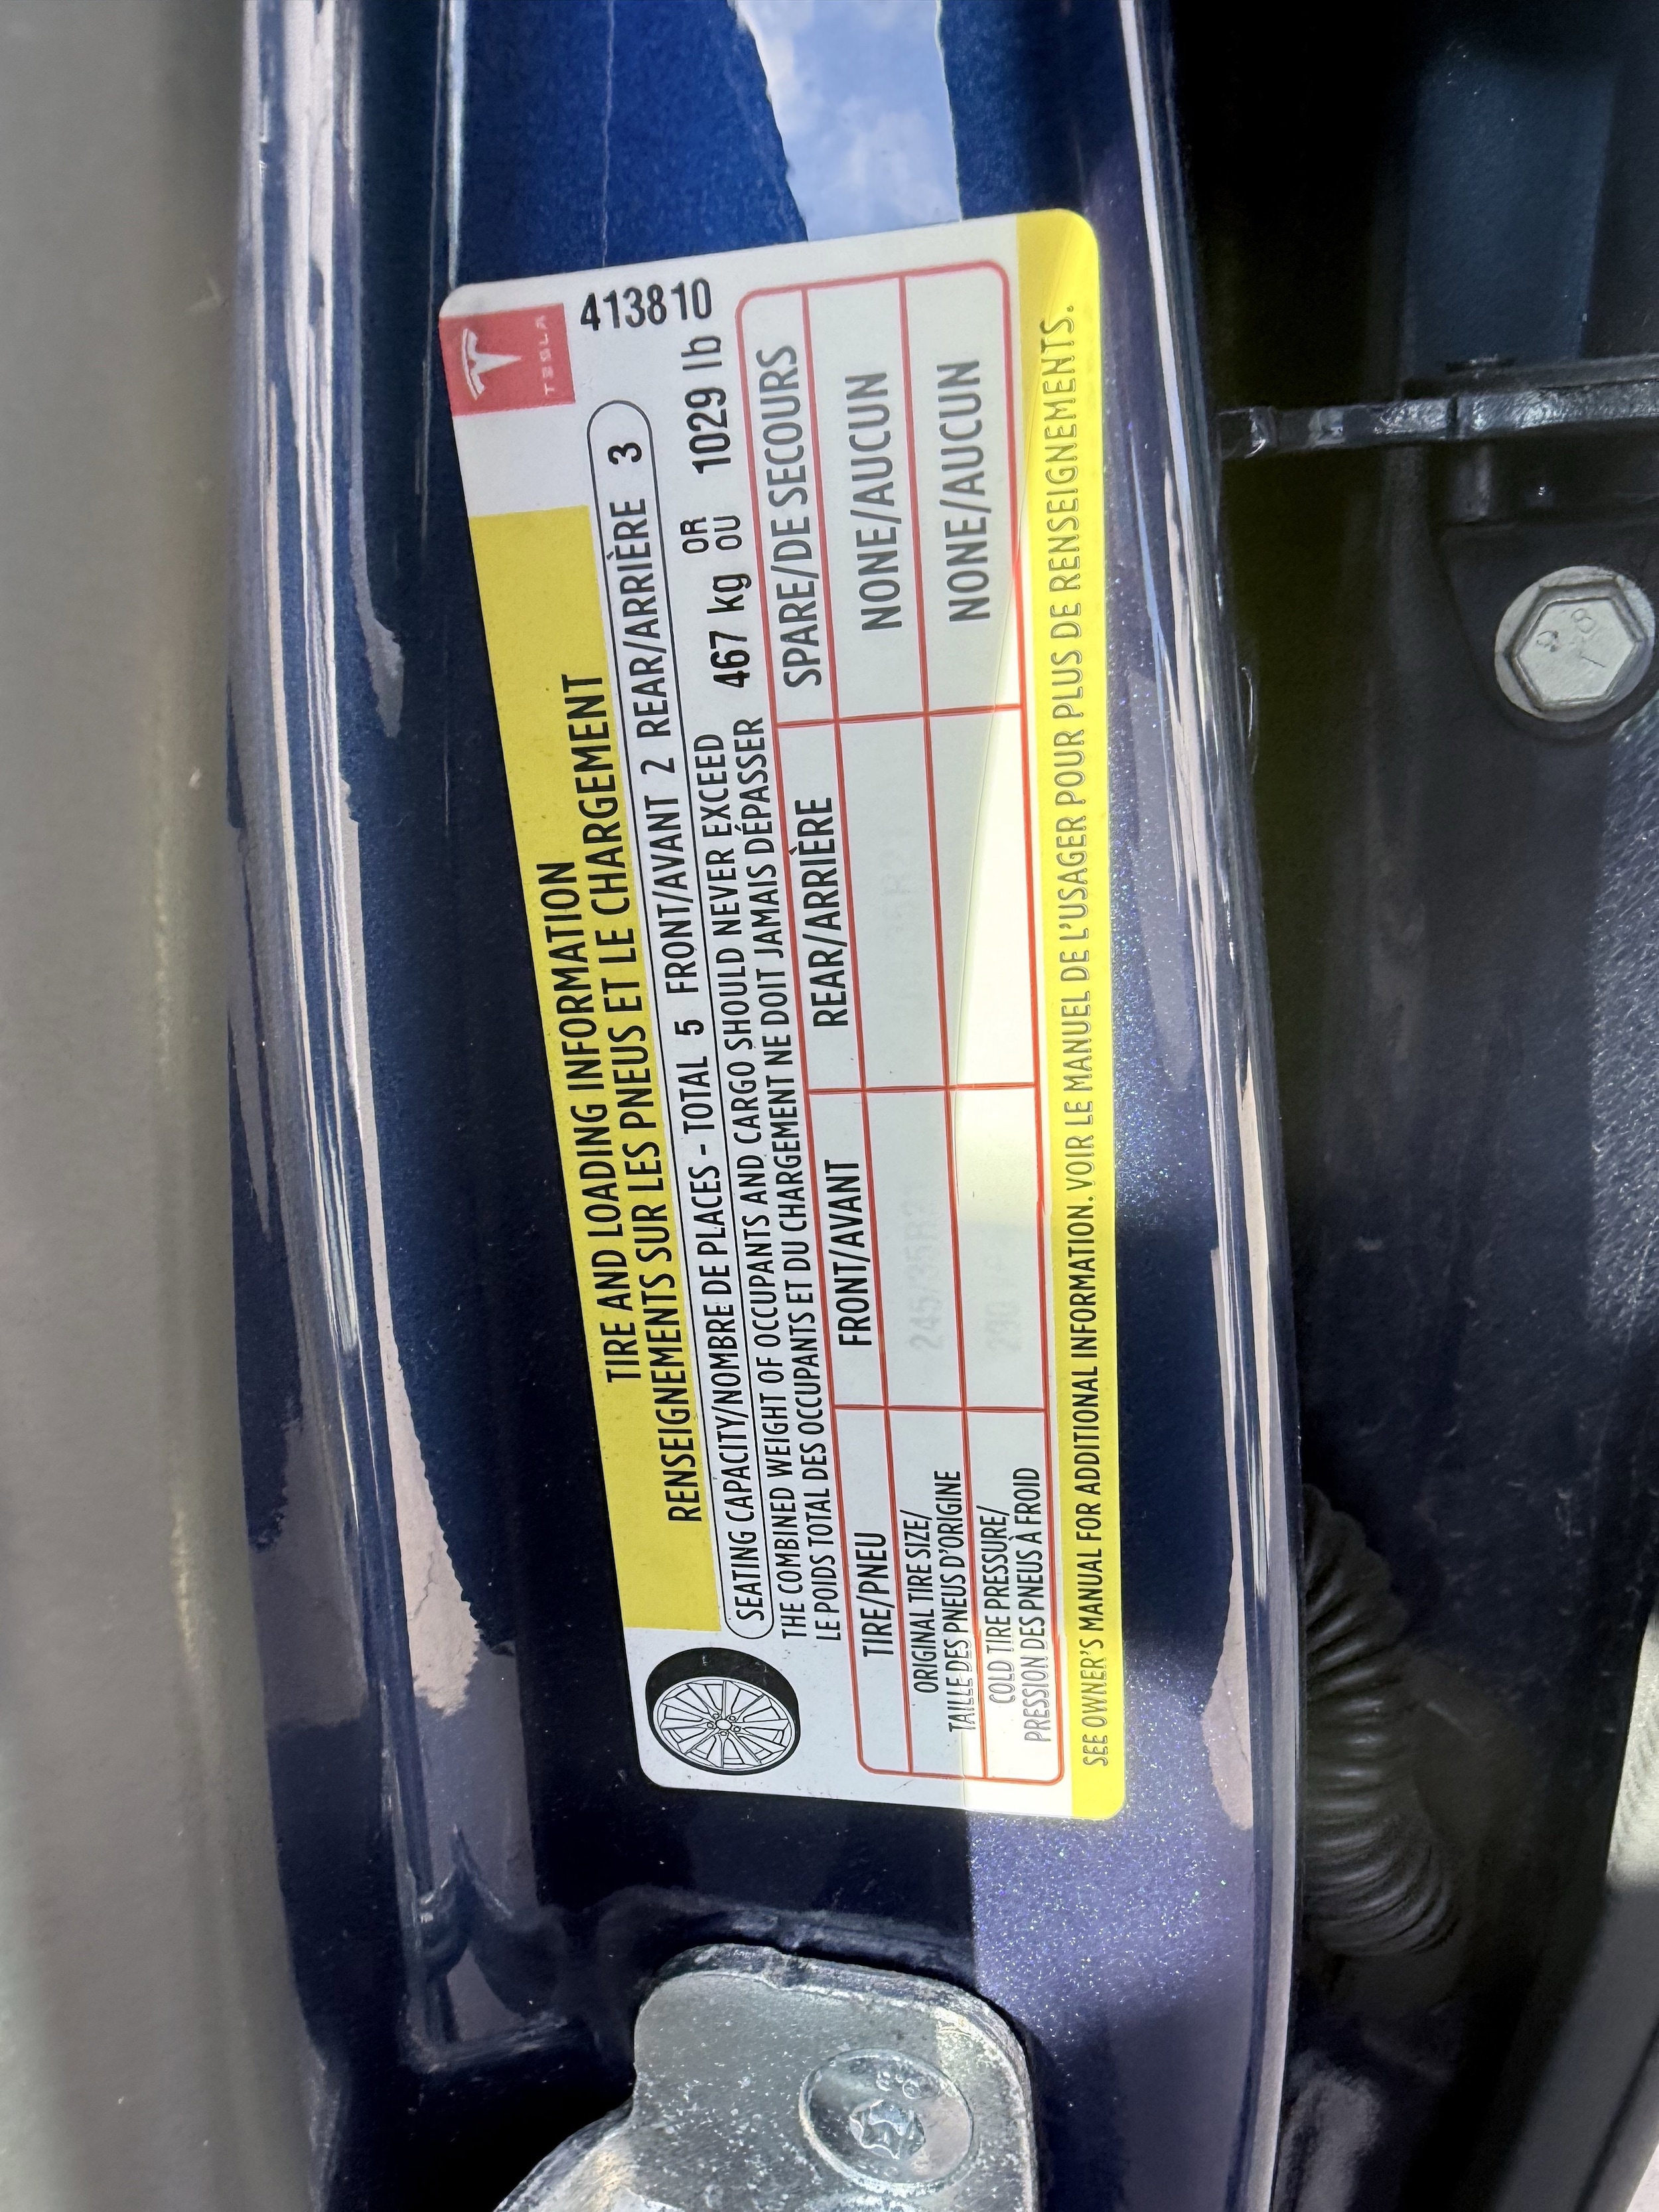 TIRE AND LOADING INFORMATION
RENSEIGNEMENTS SUR LES PNEUS ET LE CHARGEMENT
TESLA
413810
SEATING CAPACITY/NOMBRE DE PLACES - TOTAL 5 FRONT/AVANT 2 REAR/ARRIÈRE 3
THE COMBINED WEIGHT OF OCCUPANTS AND CARGO SHOULD NEVER EXCEED
LE POIDS TOTAL DES OCCUPANTS ET DU CHARGEMENT NE DOIT JAMAIS DÉPASSER
467 kg OR OU 1029 lb
TIRE/PNEU FRONT/AVANT REAR/ARRIÈRE SPARE/DE SECOURS
ORIGINAL TIRE SIZE/
TAILLE DES PNEUS D'ORIGINE
NONE/AUCUN
COLD TIRE PRESSURE/
PRESSION DES PNEUS À FROID
NONE/AUCUN
SEE OWNER'S MANUAL FOR ADDITIONAL INFORMATION. VOIR LE MANUEL DE L'USAGER POUR PLUS DE RENSEIGNEMENTS.